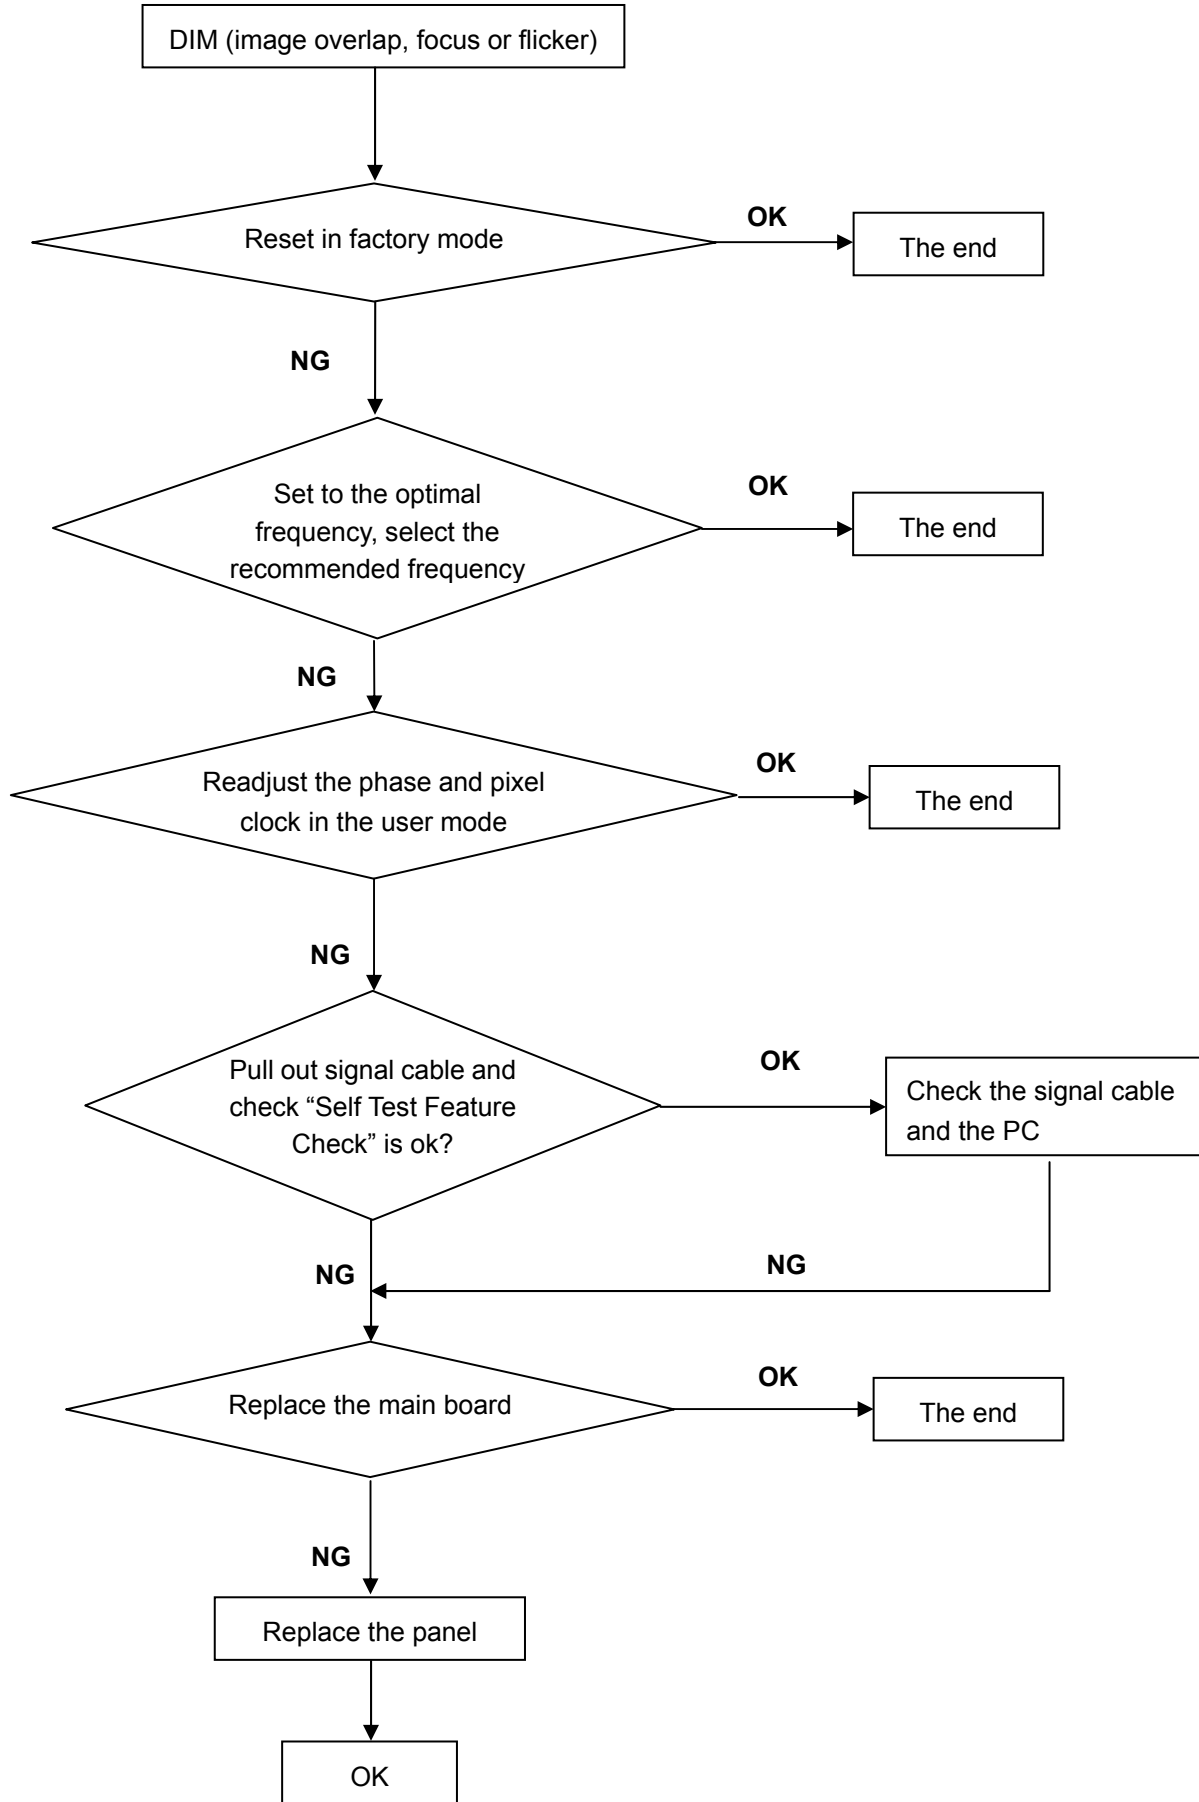 DIM (image overlap, focus or flicker)
Reset in factory mode
OK
The end
NG
Set to the optimal
frequency, select the
recommended frequency
OK
The end
NG
Readjust the phase and pixel
clock in the user mode
OK
The end
NG
Pull out signal cable and
check “Self Test Feature
Check” is ok?
OK
Check the signal cable
and the PC
NG
NG
Replace the main board
OK
The end
NG
Replace the panel
OK